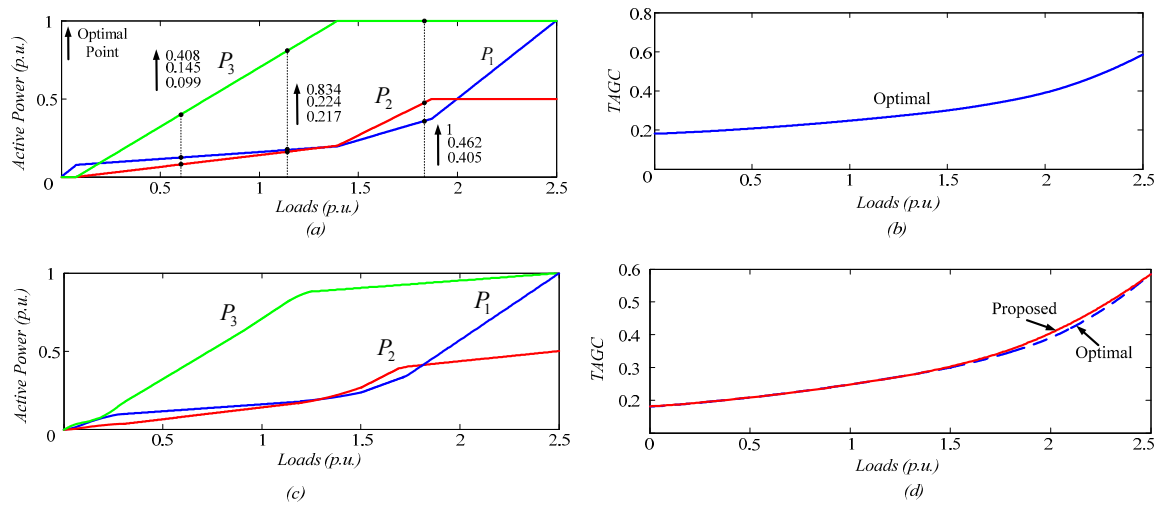 1
Optimal
Point
0.408
0.145
0.099
P3
0.834
0.224
0.217
P2
P1
1
0.462
0.405
0.5
0
0.5
1
1.5
2
2.5
Active Power (p.u.)
Loads (p.u.)
(a)
0.8
0.6
0.4
0.2
0
0
0.5
1
1.5
2
2.5
TAGC
Optimal
Loads (p.u.)
(b)
1
0.5
0
0.5
1
1.5
2
2.5
Active Power (p.u.)
P3
P2
P1
Loads (p.u.)
(c)
0.6
0.5
0.4
0.3
0.2
0
0.5
1
1.5
2
2.5
TAGC
Proposed
Optimal
Loads (p.u.)
(d)